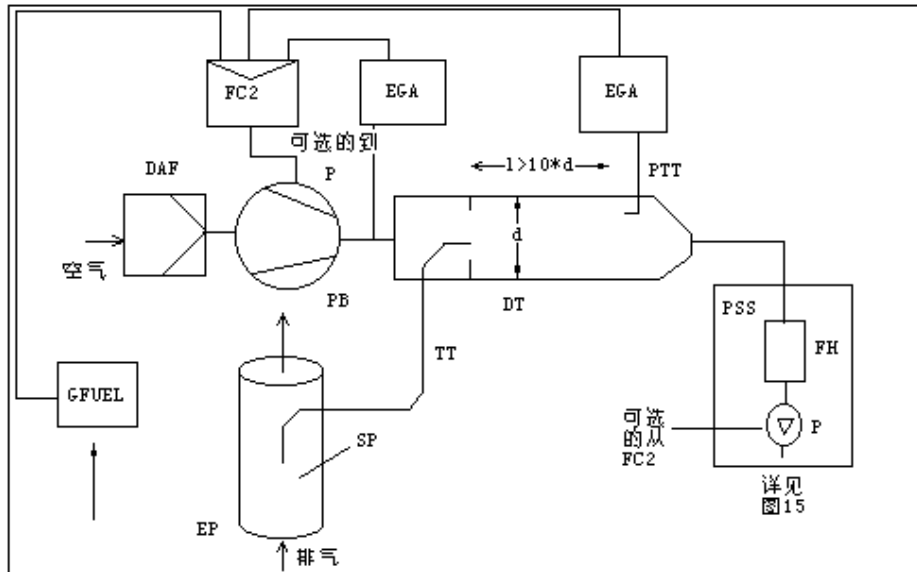 FC2
EGA
EGA
可选的到
P
DAF
l>10*d
PTT
d
空气
PB
DT
PSS
FH
TT
GFUEL
SP
可选
的从
FC2
P
EP
排气
详见
图15